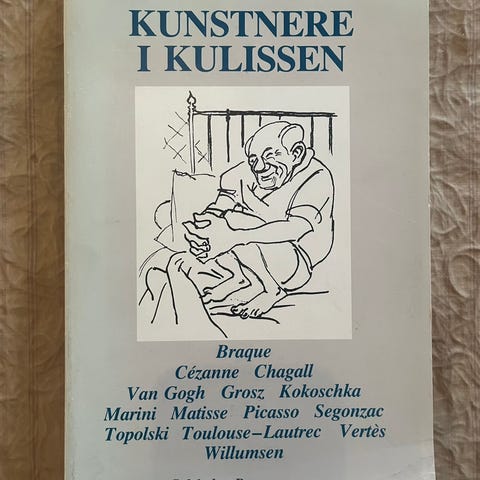 KUNSTNERE
I KULISSEN
Braque
Cézanne Chagall
Van Gogh Grosz Kokoschka
Marini Matisse Picasso Segonzac
Topolski Toulouse–Lautrec Vertès
Willumsen